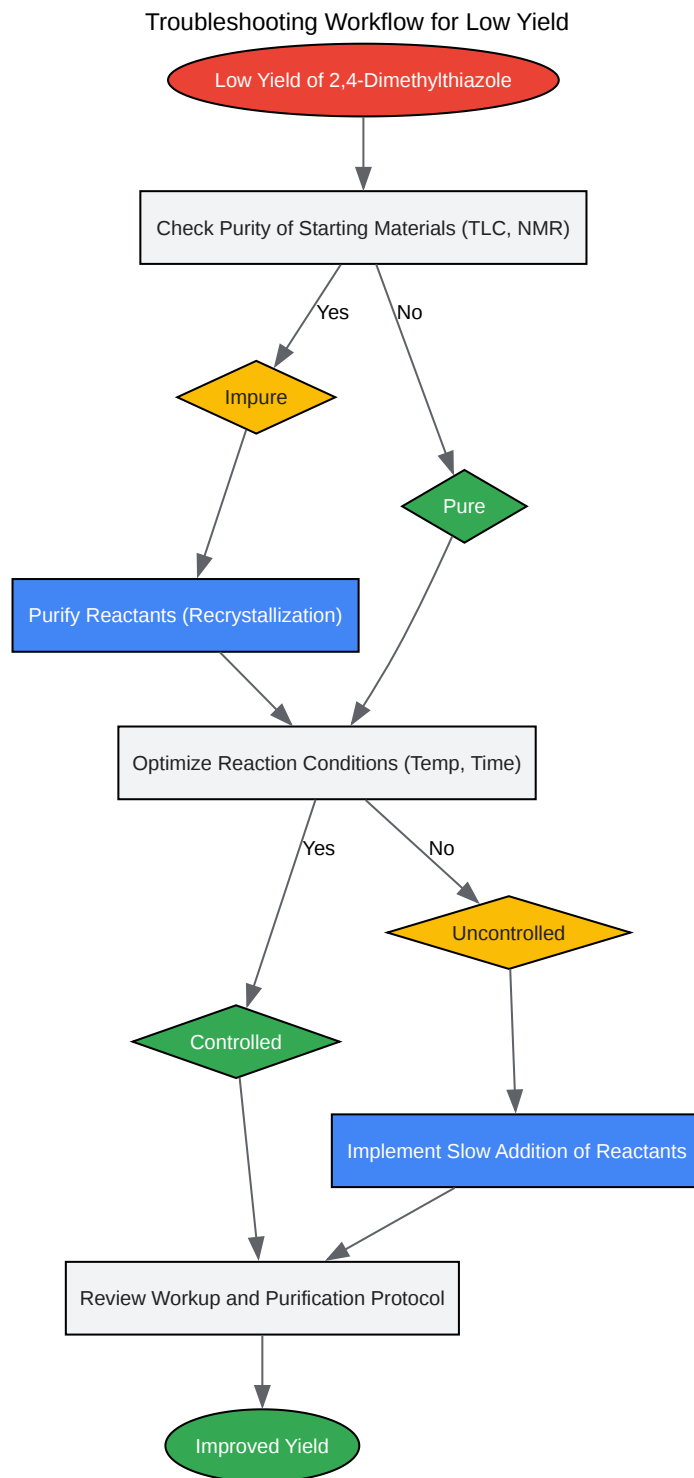 Troubleshooting Workflow for Low Yield
Low Yield of 2,4-Dimethylthiazole
Check Purity of Starting Materials (TLC, NMR)
Yes
No
Impure
Pure
Purify Reactants (Recrystallization)
Optimize Reaction Conditions (Temp, Time)
Yes
No
Uncontrolled
Controlled
Implement Slow Addition of Reactants
Review Workup and Purification Protocol
Improved Yield